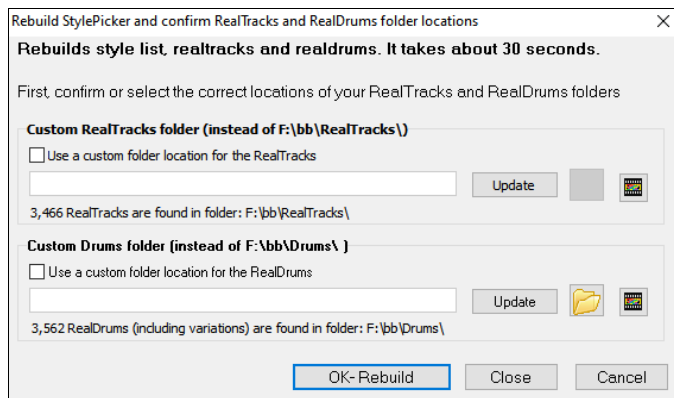 Rebuild StylePicker and confirm RealTracks and RealDrums folder locations
Rebuilds style list, realtracks and realdrums. It takes about 30 seconds.
First, confirm or select the correct locations of your RealTracks and RealDrums folders
Custom RealTracks folder (instead of F:\bb\RealTracks\)
Use a custom folder location for the RealTracks
Update
3,466 RealTracks are found in folder: F:\bb\RealTracks\
Custom Drums folder (instead of F:\bb\Drums\ )
Use a custom folder location for the RealDrums
Update
3,562 RealDrums (including variations) are found in folder: F:\bb\Drums\
OK- Rebuild
Close
Cancel